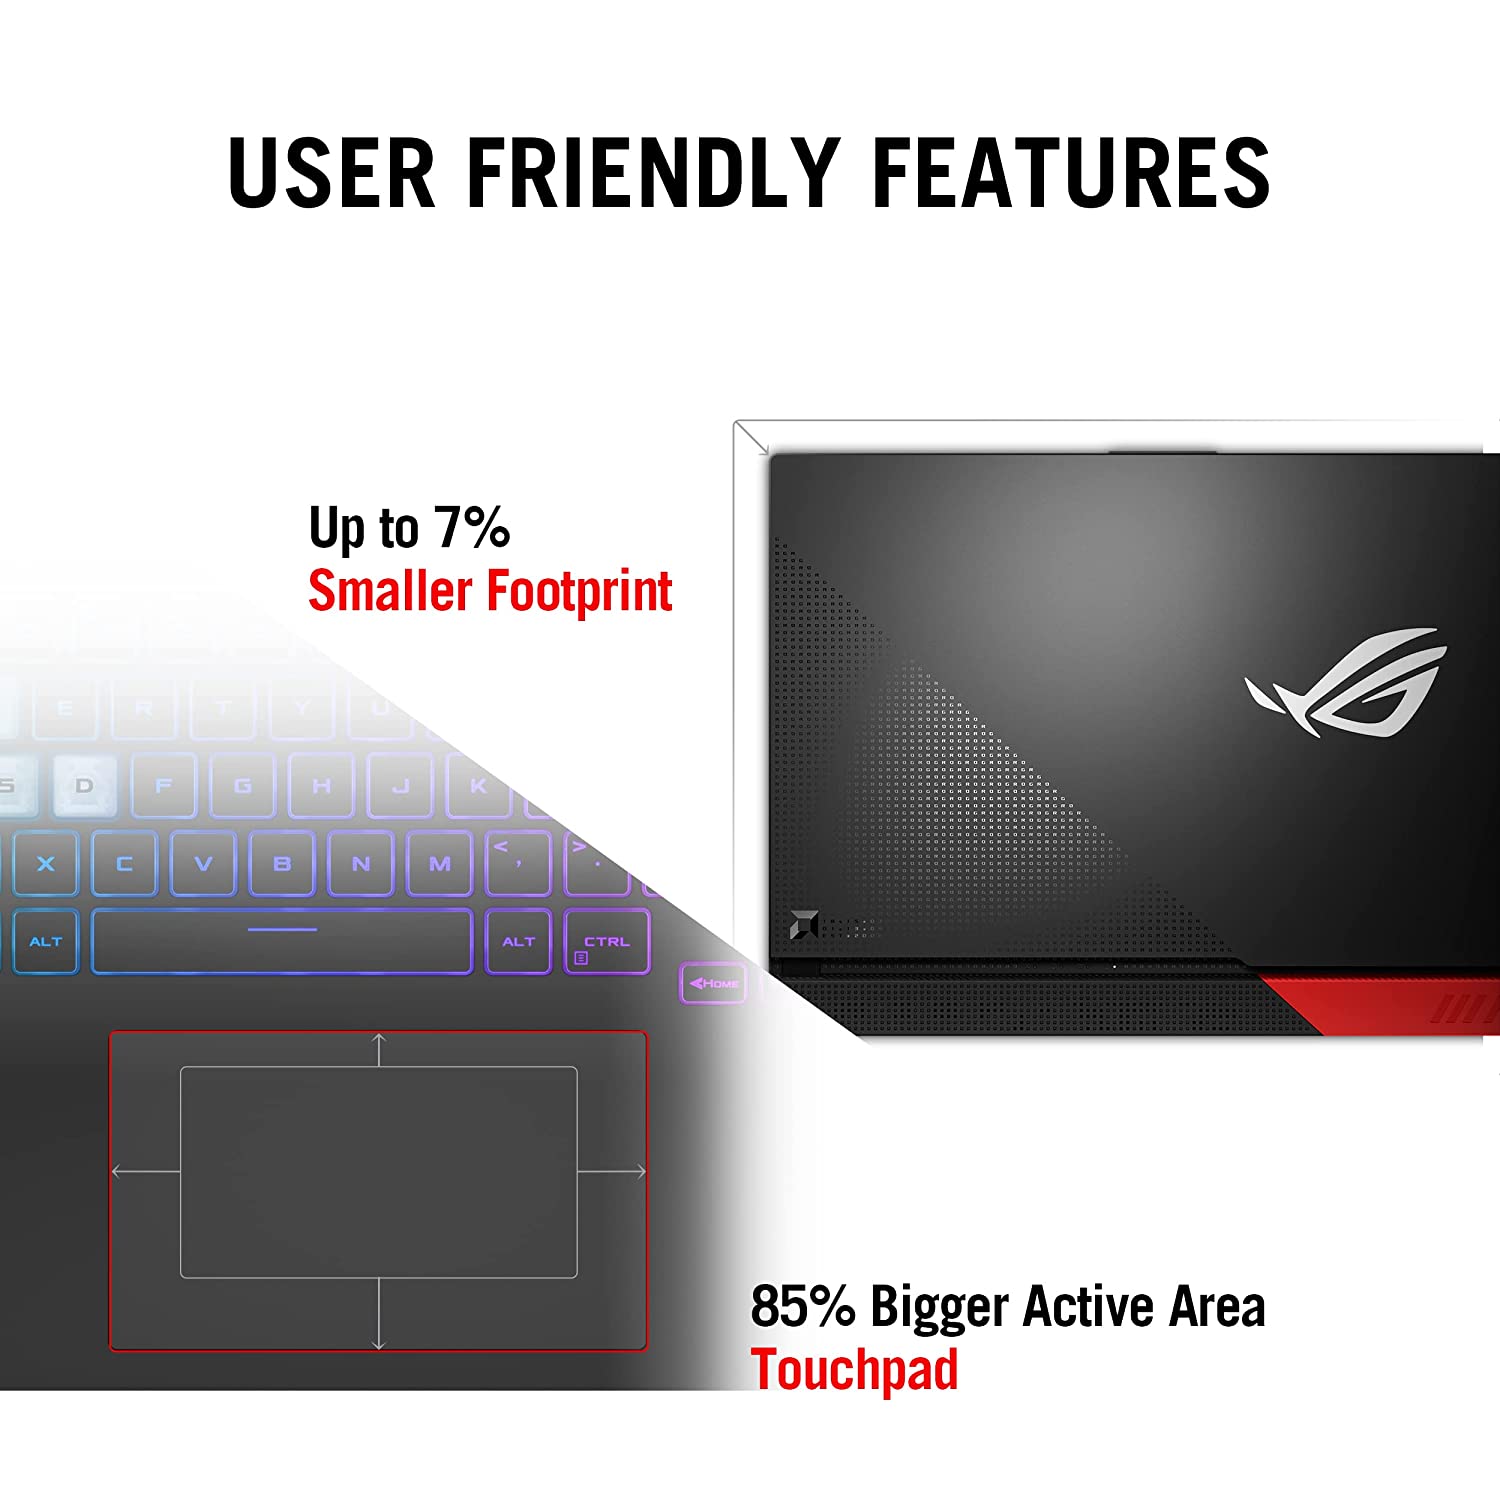 USER FRIENDLY FEATURES
Up to 7%
Smaller Footprint
E R T Y U
S D F G H J K
X C V B N M < , > .
ALT ALT CTRL
HOME
85% Bigger Active Area
Touchpad